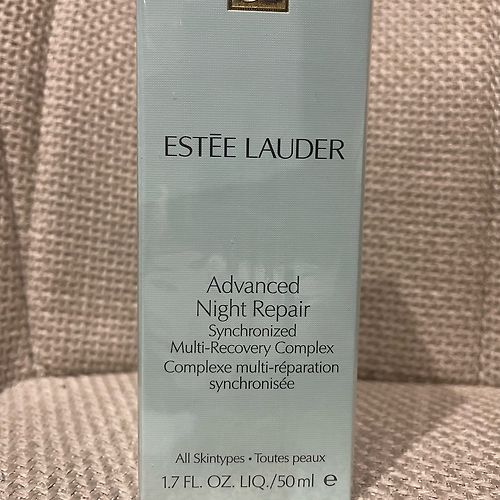 ESTĒE LAUDER
Advanced
Night Repair
Synchronized
Multi-Recovery Complex
Complexe multi-réparation
synchronisée
All Skintypes • Toutes peaux
1.7 FL. OZ. LIQ./50 ml ℮